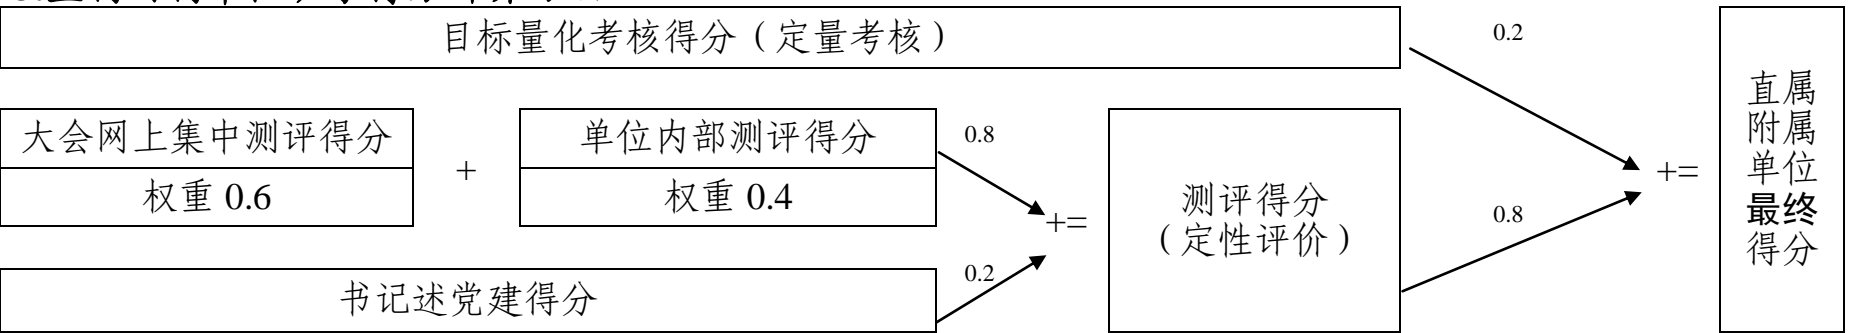 目标量化考核得分（定量考核）
0.2
大会网上集中测评得分
权重 0.6
+
单位内部测评得分
权重 0.4
0.8
+=
测评得分
（定性评价）
0.8
+=
直属
附属
单位
最终
得分
书记述党建得分
0.2